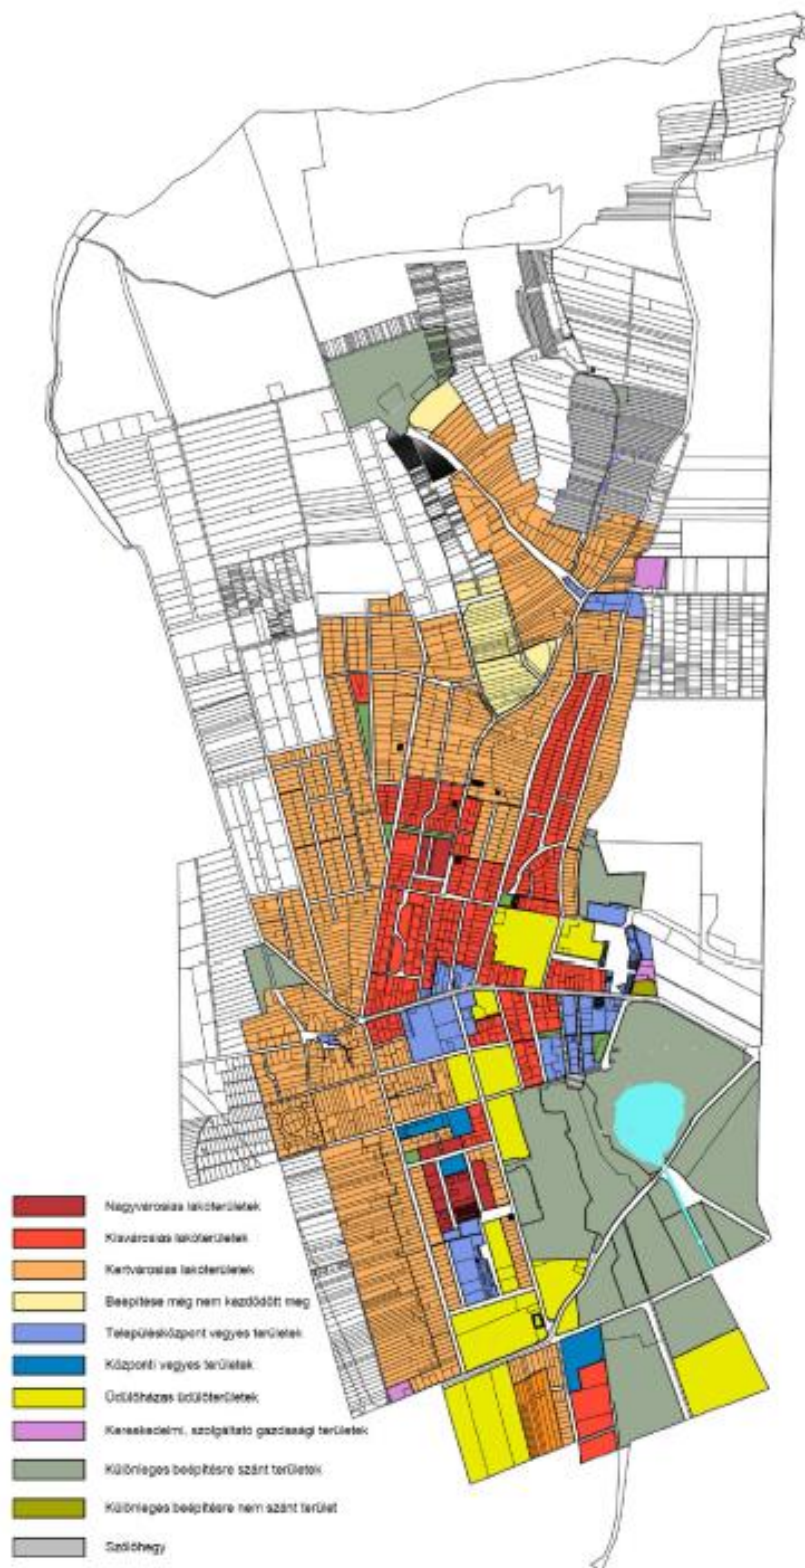 Nagyvárosias lakóterületek
Kisvárosias lakóterületek
Kertvárosias lakóterületek
Beépítése még nem kezdődött meg
Településközpont vegyes területek
Központi vegyes területek
Üdülőházas üdülőterületek
Kereskedelmi, szolgáltató gazdasági területek
Különleges beépítésre szánt területek
Különleges beépítésre nem szánt terület
Szőlőhegy